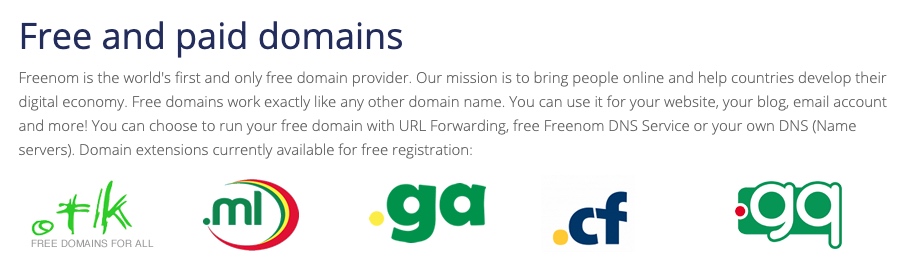 Free and paid domains
Freenom is the world's first and only free domain provider. Our mission is to bring people online and help countries develop their
digital economy. Free domains work exactly like any other domain name. You can use it for your website, your blog, email account
and more! You can choose to run your free domain with URL Forwarding, free Freenom DNS Service or your own DNS (Name
servers). Domain extensions currently available for free registration:
.tk .ml .ga .cf .gq
FREE DOMAINS FOR ALL